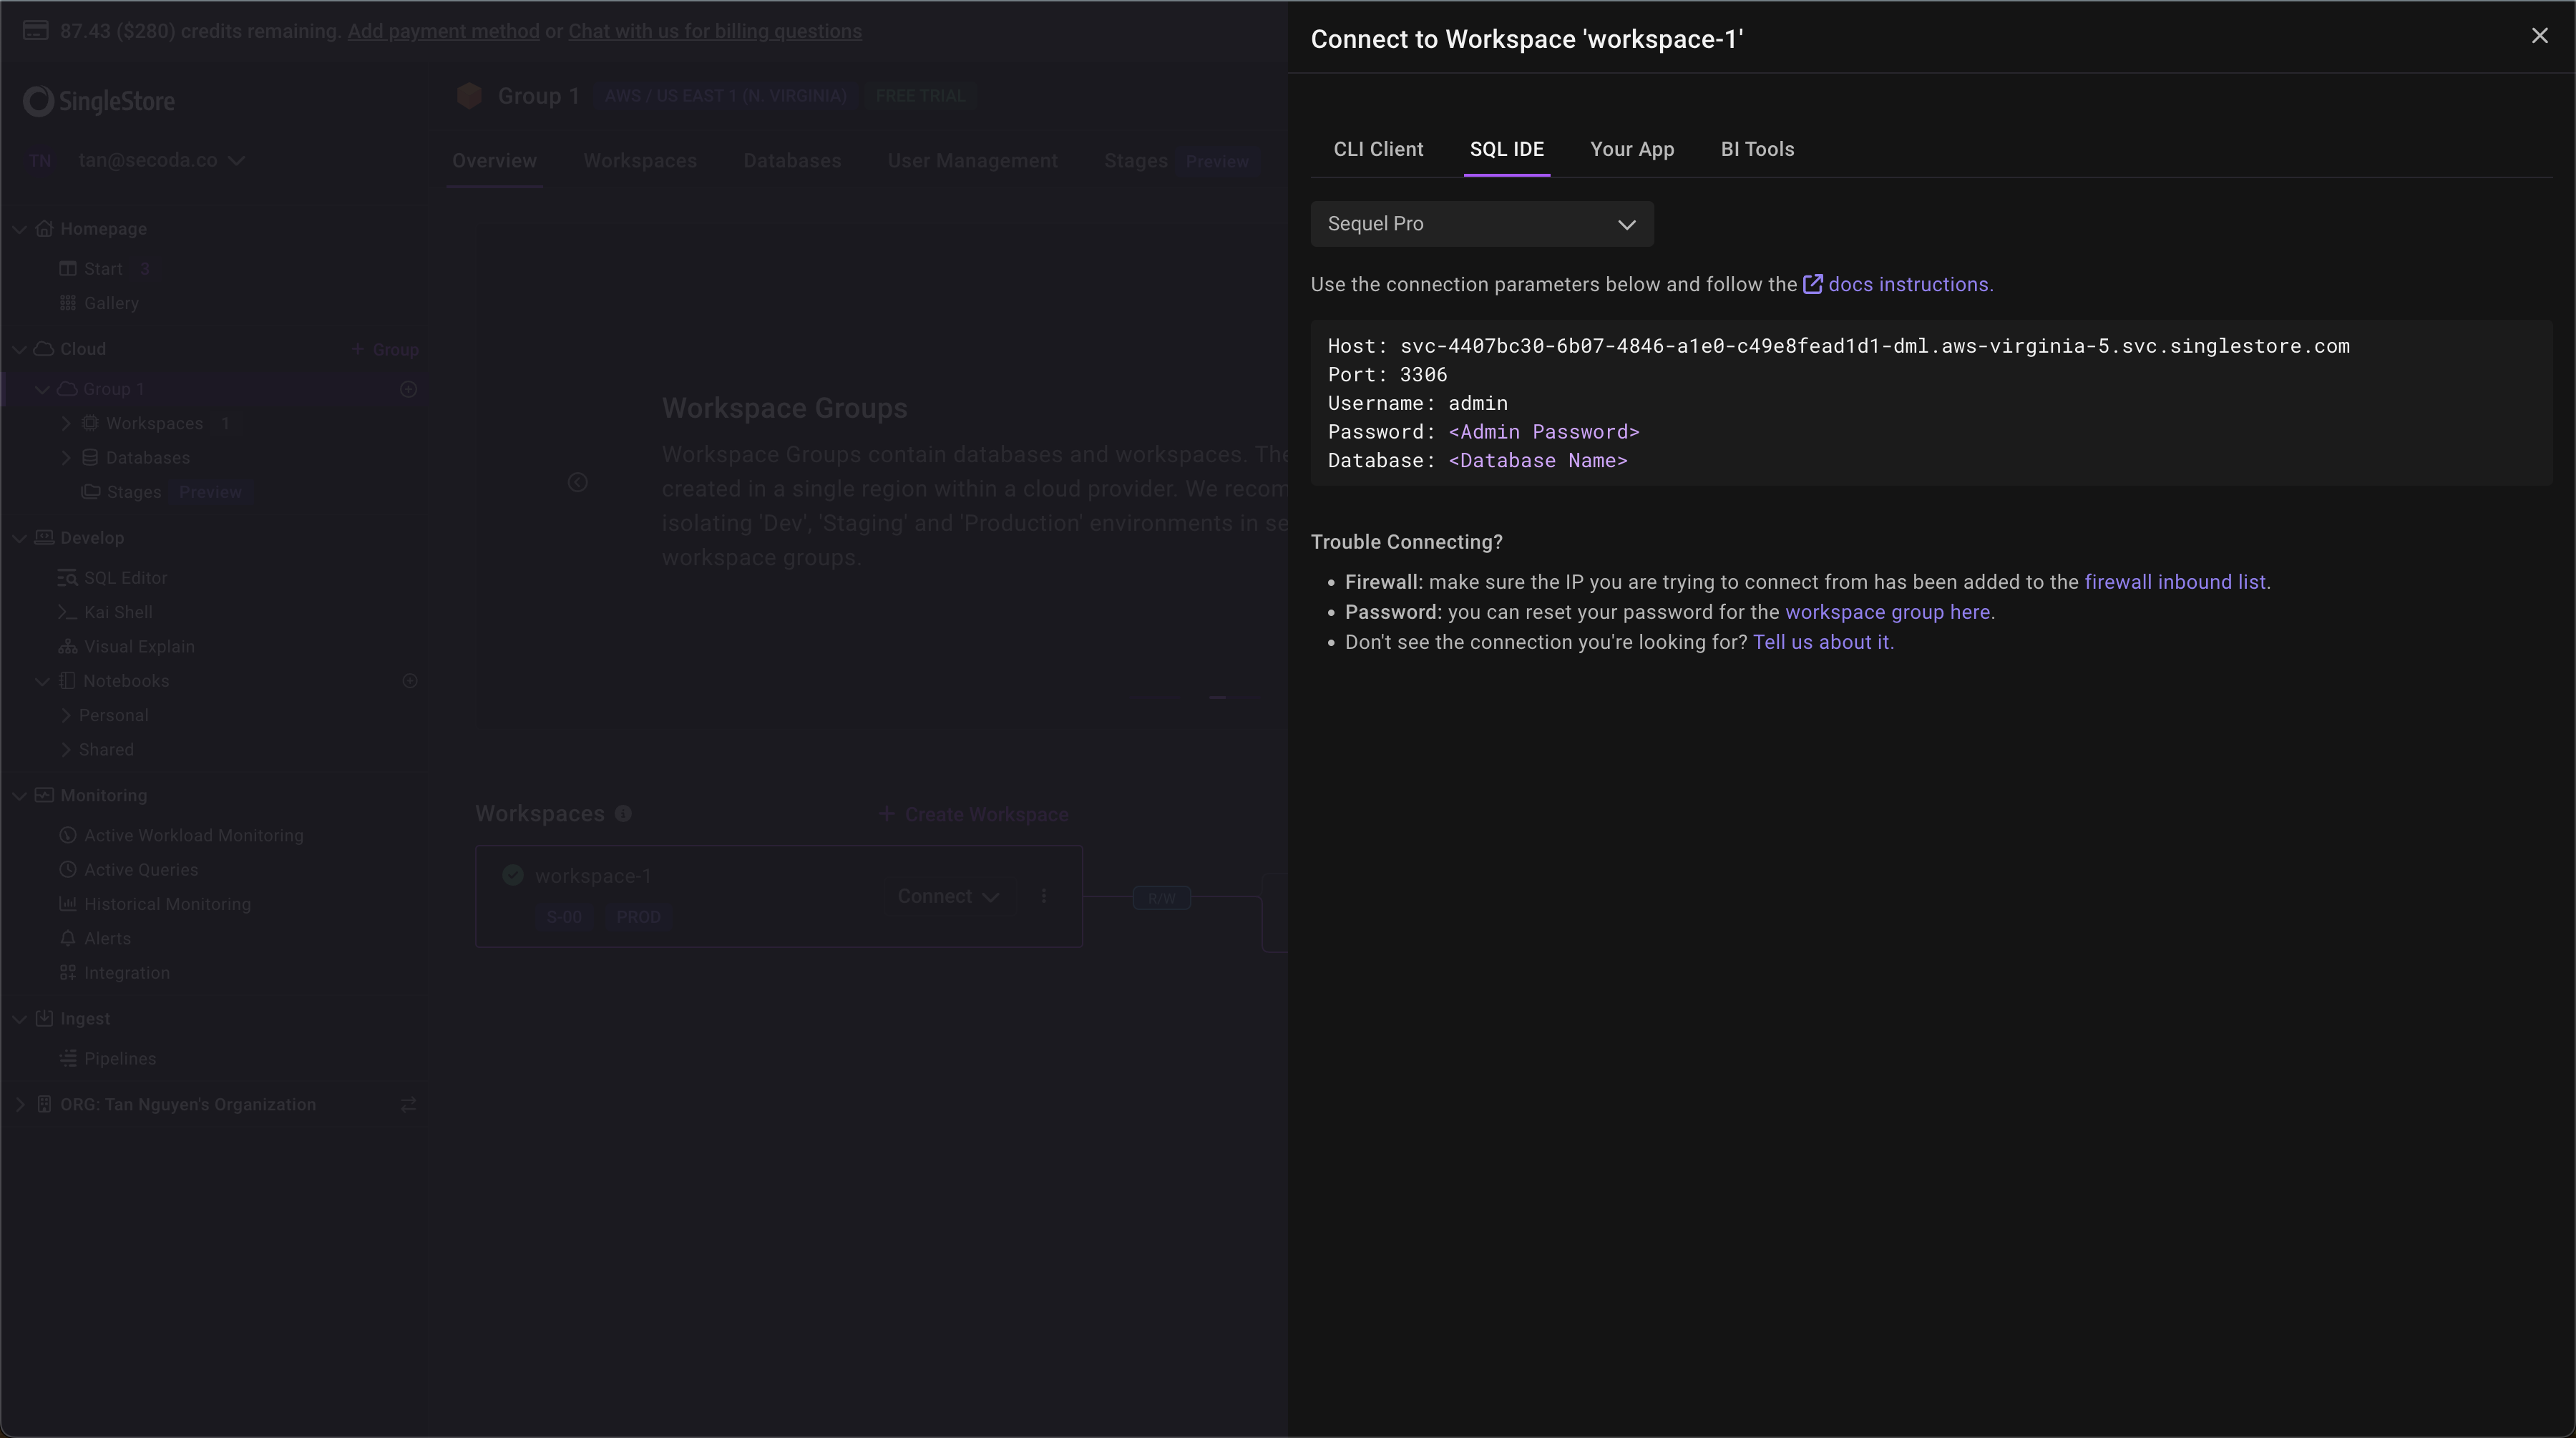 87.43 ($280) credits remaining. Add payment method or Chat with us for billing questions
SingleStore
TN tan@secoda.co
Homepage
Start 3
Gallery
Cloud + Group
Group 1
Workspaces 1
Databases
Stages Preview
Develop
SQL Editor
Kai Shell
Visual Explain
Notebooks
Personal
Shared
Monitoring
Active Workload Monitoring
Active Queries
Historical Monitoring
Alerts
Integration
Ingest
Pipelines
ORG: Tan Nguyen's Organization
Group 1 AWS / US EAST 1 (N. VIRGINIA) FREE TRIAL
Overview Workspaces Databases User Management Stages Preview
Workspace Groups
Workspace Groups contain databases and workspaces. The
created in a single region within a cloud provider. We recom
isolating 'Dev', 'Staging' and 'Production' environments in se
workspace groups.
Workspaces + Create Workspace
workspace-1
S-00 PROD
Connect
R/W
Connect to Workspace 'workspace-1'
CLI Client SQL IDE Your App BI Tools
Sequel Pro
Use the connection parameters below and follow the docs instructions.
Host: svc-4407bc30-6b07-4846-a1e0-c49e8fead1d1-dml.aws-virginia-5.svc.singlestore.com
Port: 3306
Username: admin
Password: <Admin Password>
Database: <Database Name>
Trouble Connecting?
• Firewall: make sure the IP you are trying to connect from has been added to the firewall inbound list.
• Password: you can reset your password for the workspace group here.
• Don't see the connection you're looking for? Tell us about it.